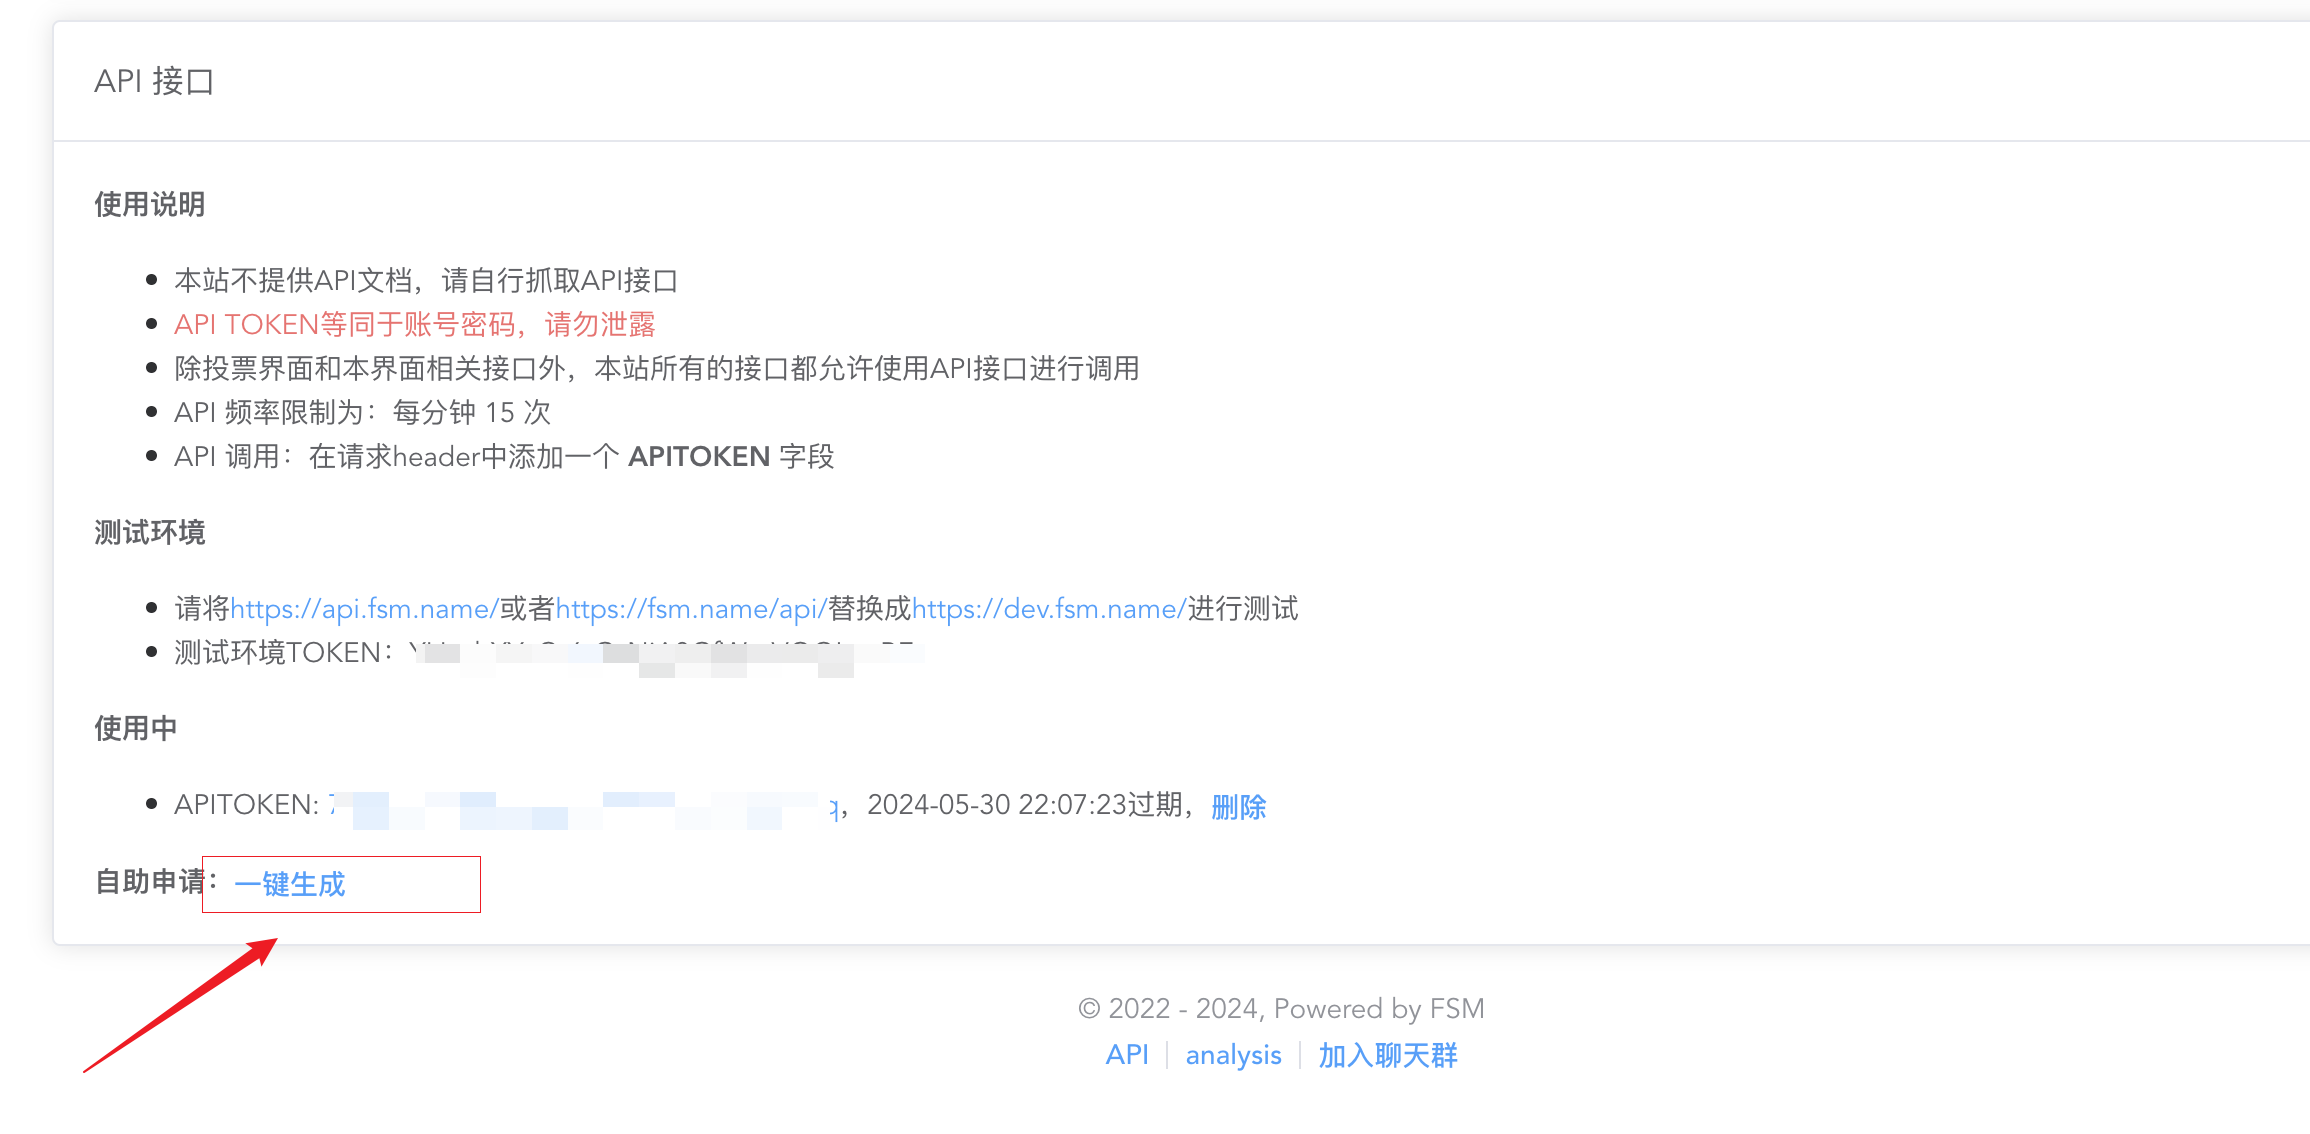 API 接口
使用说明
本站不提供API文档，请自行抓取API接口
API TOKEN等同于账号密码，请勿泄露
除投票界面和本界面相关接口外，本站所有的接口都允许使用API接口进行调用
API 频率限制为：每分钟 15 次
API 调用：在请求header中添加一个 APITOKEN 字段
测试环境
请将https://api.fsm.name/或者https://fsm.name/api/替换成https://dev.fsm.name/进行测试
测试环境TOKEN：
使用中
APITOKEN: q，2024-05-30 22:07:23过期，删除
自助申请：一键生成
© 2022 - 2024, Powered by FSM
API | analysis | 加入聊天群